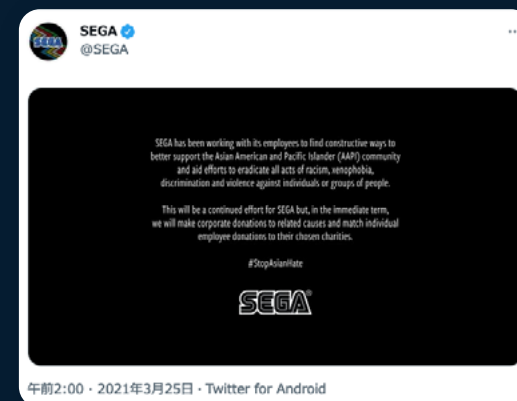 SEGA
@SEGA
SEGA
SEGA has been working with its employees to find constructive ways to
better support the Asian American and Pacific Islander (AAPI) community
and aid efforts to eradicate all acts of racism, xenophobia,
discrimination and violence against individuals or groups of people.
This will be a continued effort for SEGA but, in the immediate term,
we will make corporate donations to related causes and match individual
employee donations to their chosen charities.
#StopAsianHate
SEGA®
午前2:00 · 2021年3月25日 · Twitter for Android